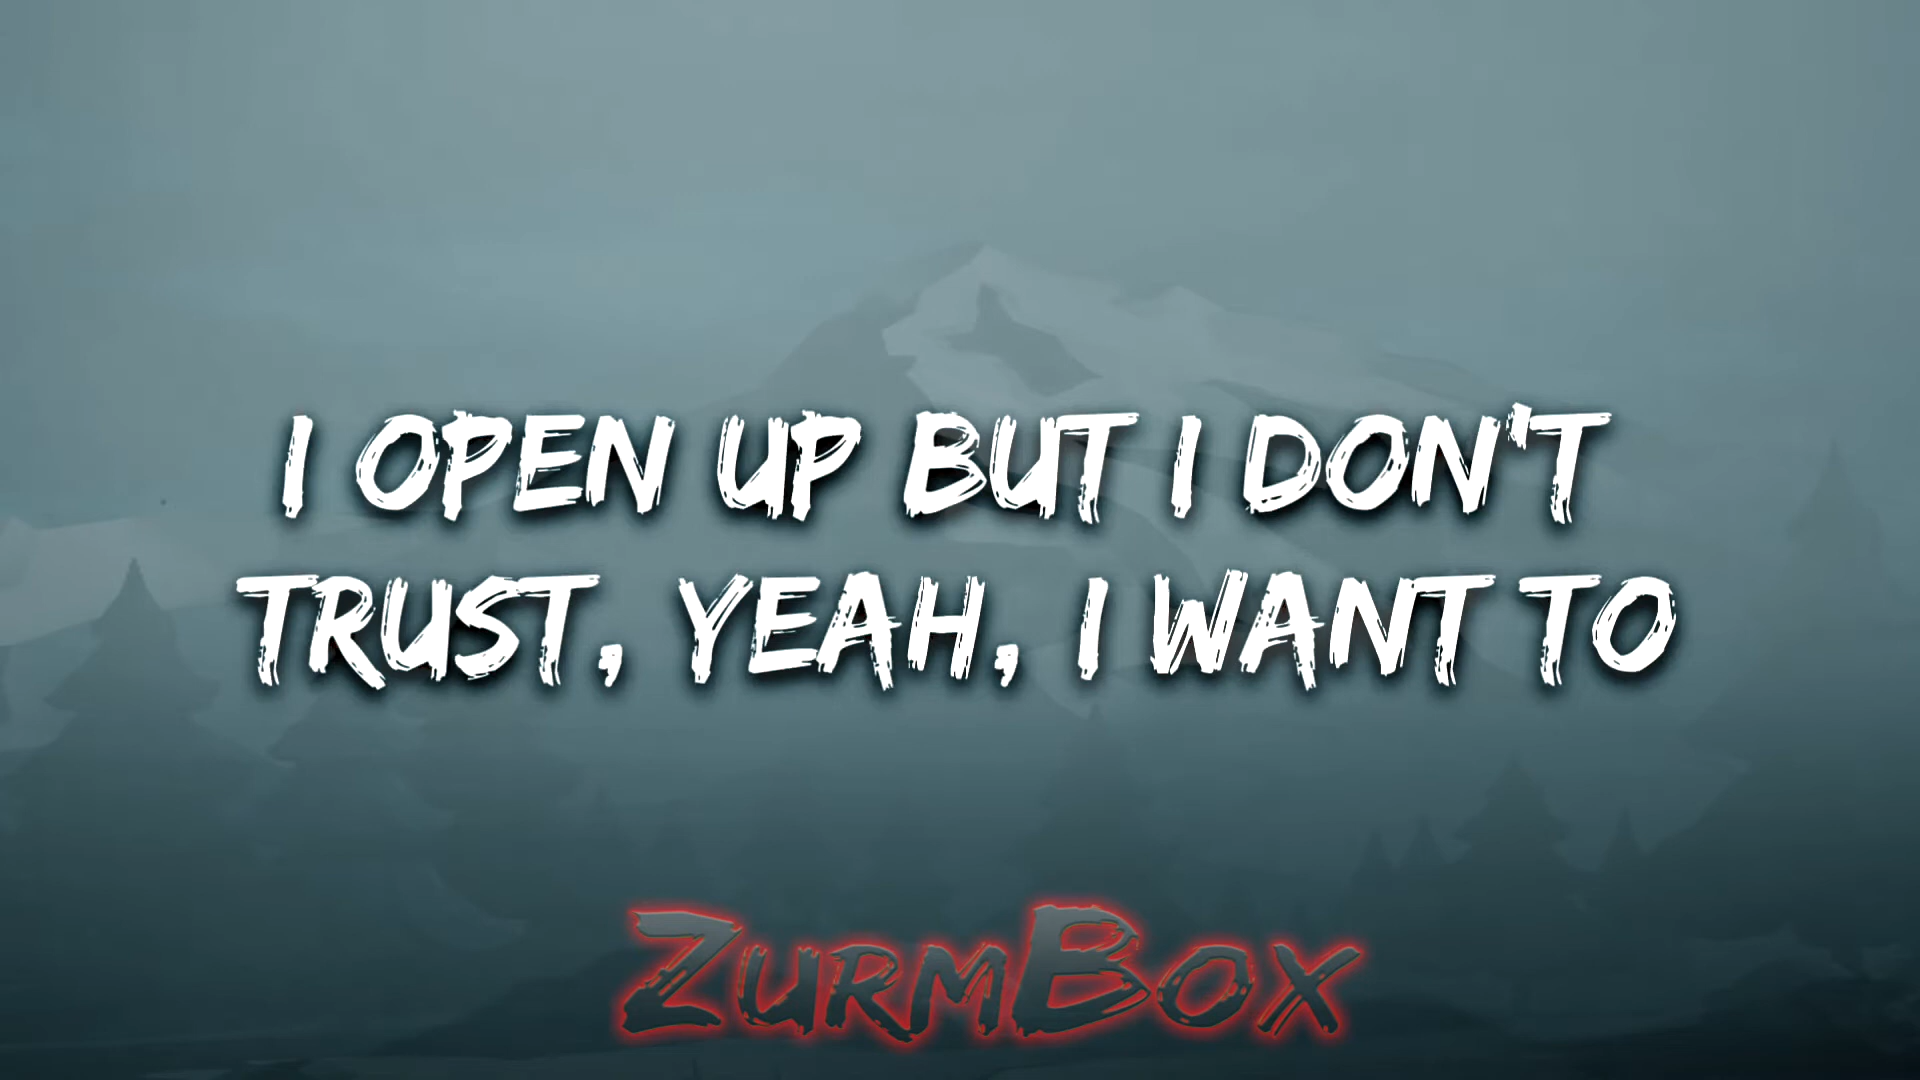 I OPEN UP BUT I DON'T
TRUST, YEAH, I WANT TO
ZURMBOX